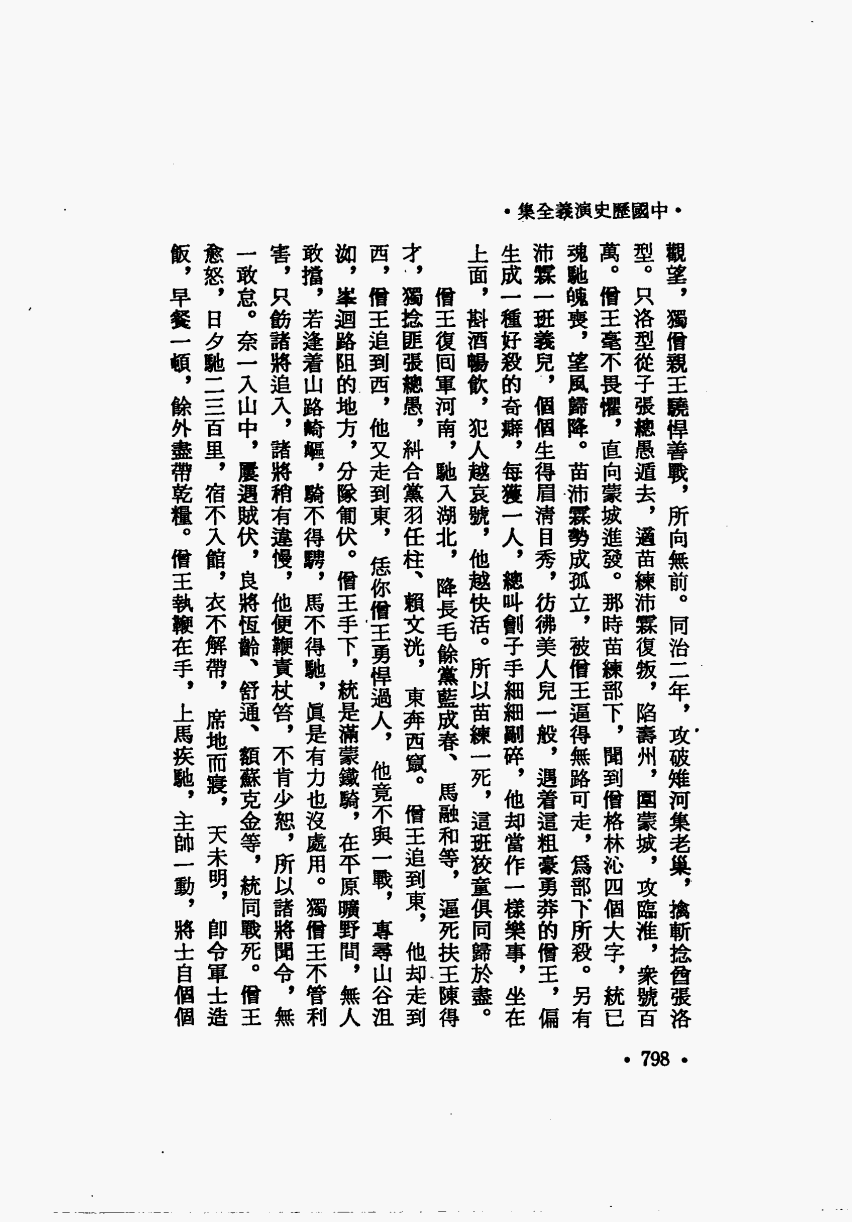 •中國歷史演義全集•
觀望，獨僧親王驍悍善戰，所向無前。同治二年，攻破雉河集老巢，擒斬捻酋張洛
型。只洛型從子張總愚遁去，適苗練沛霖復叛，陷壽州，圍蒙城，攻臨淮，衆號百
萬。僧王毫不畏懼，直向蒙城進發。那時苗練部下，聞到僧格林沁四個大字，統已
魂馳魄喪，望風歸降。苗沛霖勢成孤立，被僧王逼得無路可走，爲部下所殺。另有
沛霖一班義兒，個個生得眉清目秀，彷彿美人兒一般，遇着這粗豪勇莽的僧王，偏
生成一種好殺的奇癖，每獲一人，總叫劊子手細細剮碎，他却當作一樣樂事，坐在
上面，斟酒暢飲，犯人越哀號，他越快活。所以苗練一死，這班狡童俱同歸於盡。
僧王復回軍河南，馳入湖北，降長毛餘黨藍成春、馬融和等，逼死扶王陳得
才，獨捻匪張總愚，糾合黨羽任柱、賴文洸，東奔西竄。僧王追到東，他却走到
西，僧王追到西，他又走到東，恁你僧王勇悍過人，他竟不與一戰，專尋山谷沮
洳，峯迴路阻的地方，分隊匍伏。僧王手下，統是滿蒙鐵騎，在平原曠野間，無人
敢擋，若逢着山路崎嶇，騎不得騁，馬不得馳，眞是有力也沒處用。獨僧王不管利
害，只飭諸將追入，諸將稍有違慢，他便鞭責杖笞，不肯少恕，所以諸將聞令，無
一敢怠。奈一入山中，屢遇賊伏，良將恆齡、舒通、額蘇克金等，統同戰死。僧王
愈怒，日夕馳二三百里，宿不入館，衣不解帶，席地而寢，天未明，卽令軍士造
飯，早餐一頓，餘外盡帶乾糧。僧王執鞭在手，上馬疾馳，主帥一動，將士自個個
•798•